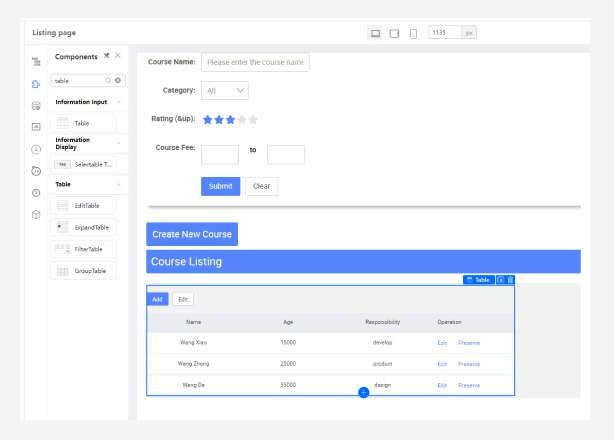 Listing page
1135
px
Components
table
Information Input
Table
Information
Display
Selectable T...
Table
EditTable
ExpandTable
FilterTable
GroupTable
Course Name:
Please enter the course name
Category:
All
Rating (&up):
Course Fee:
to
Submit
Clear
Create New Course
Course Listing
Table
Add
Edit
Name
Age
Responsibility
Operation
Wang Xiao
15000
develop
Edit
Preserve
Wang Zhong
25000
product
Edit
Preserve
Wang Da
35000
design
Edit
Preserve